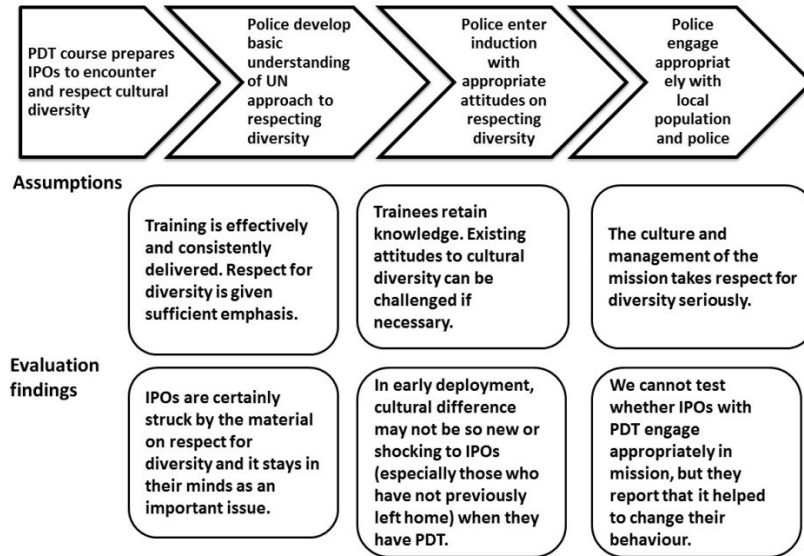 PDT course prepares
IPOs to encounter
and respect cultural
diversity
Police develop
basic
understanding
of UN
approach to
respecting
diversity
Police enter
induction
with
appropriate
attitudes on
respecting
diversity
Police
engage
appropriat
ely with
local
population
and police
Assumptions
Training is effectively
and consistently
delivered. Respect for
diversity is given
sufficient emphasis.
Trainees retain
knowledge. Existing
attitudes to cultural
diversity can be
challenged if
necessary.
The culture and
management of the
mission takes respect for
diversity seriously.
Evaluation
findings
IPOs are certainly
struck by the material
on respect for
diversity and it stays in
their minds as an
important issue.
In early deployment,
cultural difference
may not be so new or
shocking to IPOs
(especially those who
have not previously
left home) when they
have PDT.
We cannot test
whether IPOs with
PDT engage
appropriately in
mission, but they
report that it helped
to change their
behaviour.